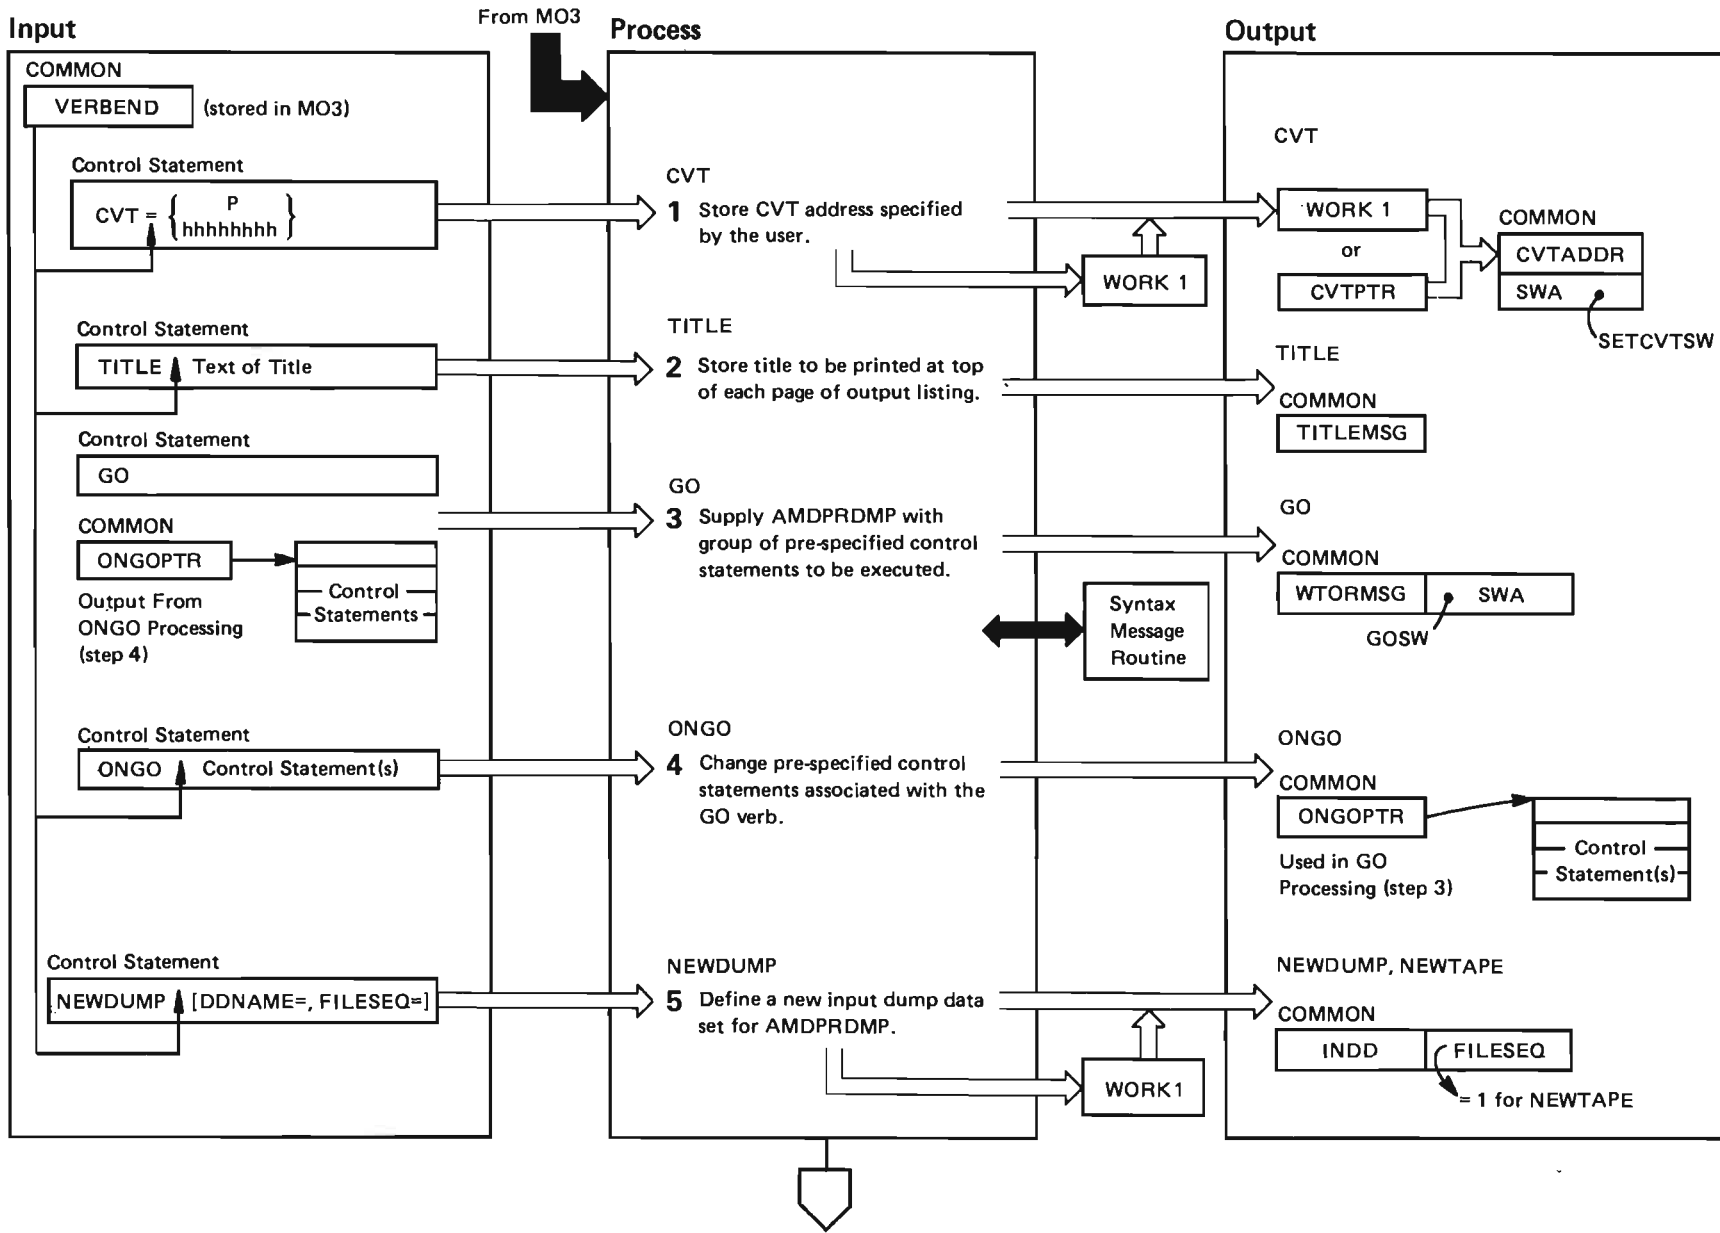 From MO3
Input
Process
Output
COMMON
VERBEND (stored in MO3)
Control Statement
CVT = { P
hhhhhhhh }
Control Statement
TITLE Text of Title
Control Statement
GO
COMMON
ONGOPTR
Control
Statements
Output From
ONGO Processing
(step 4)
Control Statement
ONGO Control Statement(s)
Control Statement
NEWDUMP [DDNAME=, FILESEQ=]
CVT
1 Store CVT address specified
by the user.
WORK 1
TITLE
2 Store title to be printed at top
of each page of output listing.
GO
3 Supply AMDPRDMP with
group of pre-specified control
statements to be executed.
Syntax
Message
Routine
ONGO
4 Change pre-specified control
statements associated with the
GO verb.
NEWDUMP
5 Define a new input dump data
set for AMDPRDMP.
WORK1
CVT
WORK 1
or
CVTPTR
COMMON
CVTADDR
SWA
SETCVTSW
TITLE
COMMON
TITLEMSG
GO
COMMON
WTORMSG SWA
GOSW
ONGO
COMMON
ONGOPTR
Control
Statement(s)
Used in GO
Processing (step 3)
NEWDUMP, NEWTAPE
COMMON
INDD FILESEQ
= 1 for NEWTAPE